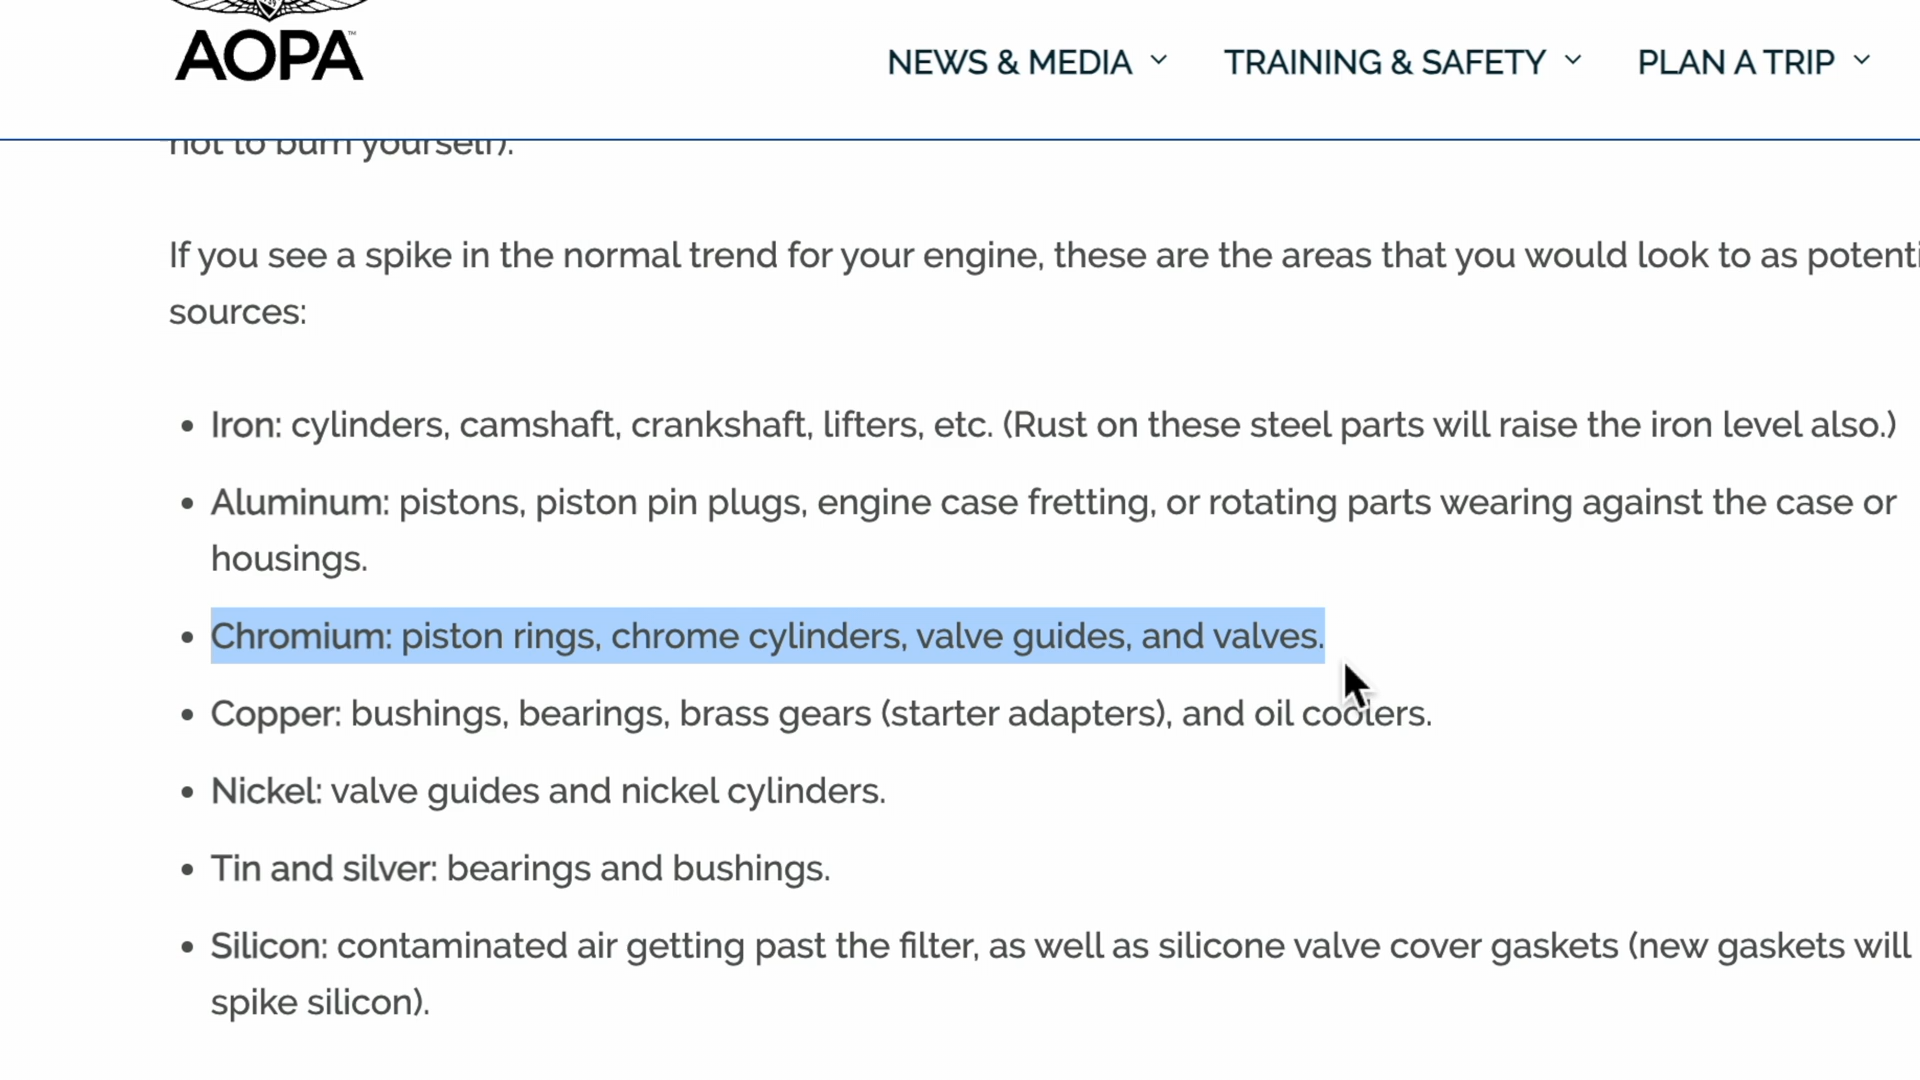 AOPA™
NEWS & MEDIA
TRAINING & SAFETY
PLAN A TRIP
not to burn yourself).
If you see a spike in the normal trend for your engine, these are the areas that you would look to as potenti
sources:
• Iron: cylinders, camshaft, crankshaft, lifters, etc. (Rust on these steel parts will raise the iron level also.)
• Aluminum: pistons, piston pin plugs, engine case fretting, or rotating parts wearing against the case or
housings.
• Chromium: piston rings, chrome cylinders, valve guides, and valves.
• Copper: bushings, bearings, brass gears (starter adapters), and oil coolers.
• Nickel: valve guides and nickel cylinders.
• Tin and silver: bearings and bushings.
• Silicon: contaminated air getting past the filter, as well as silicone valve cover gaskets (new gaskets will
spike silicon).